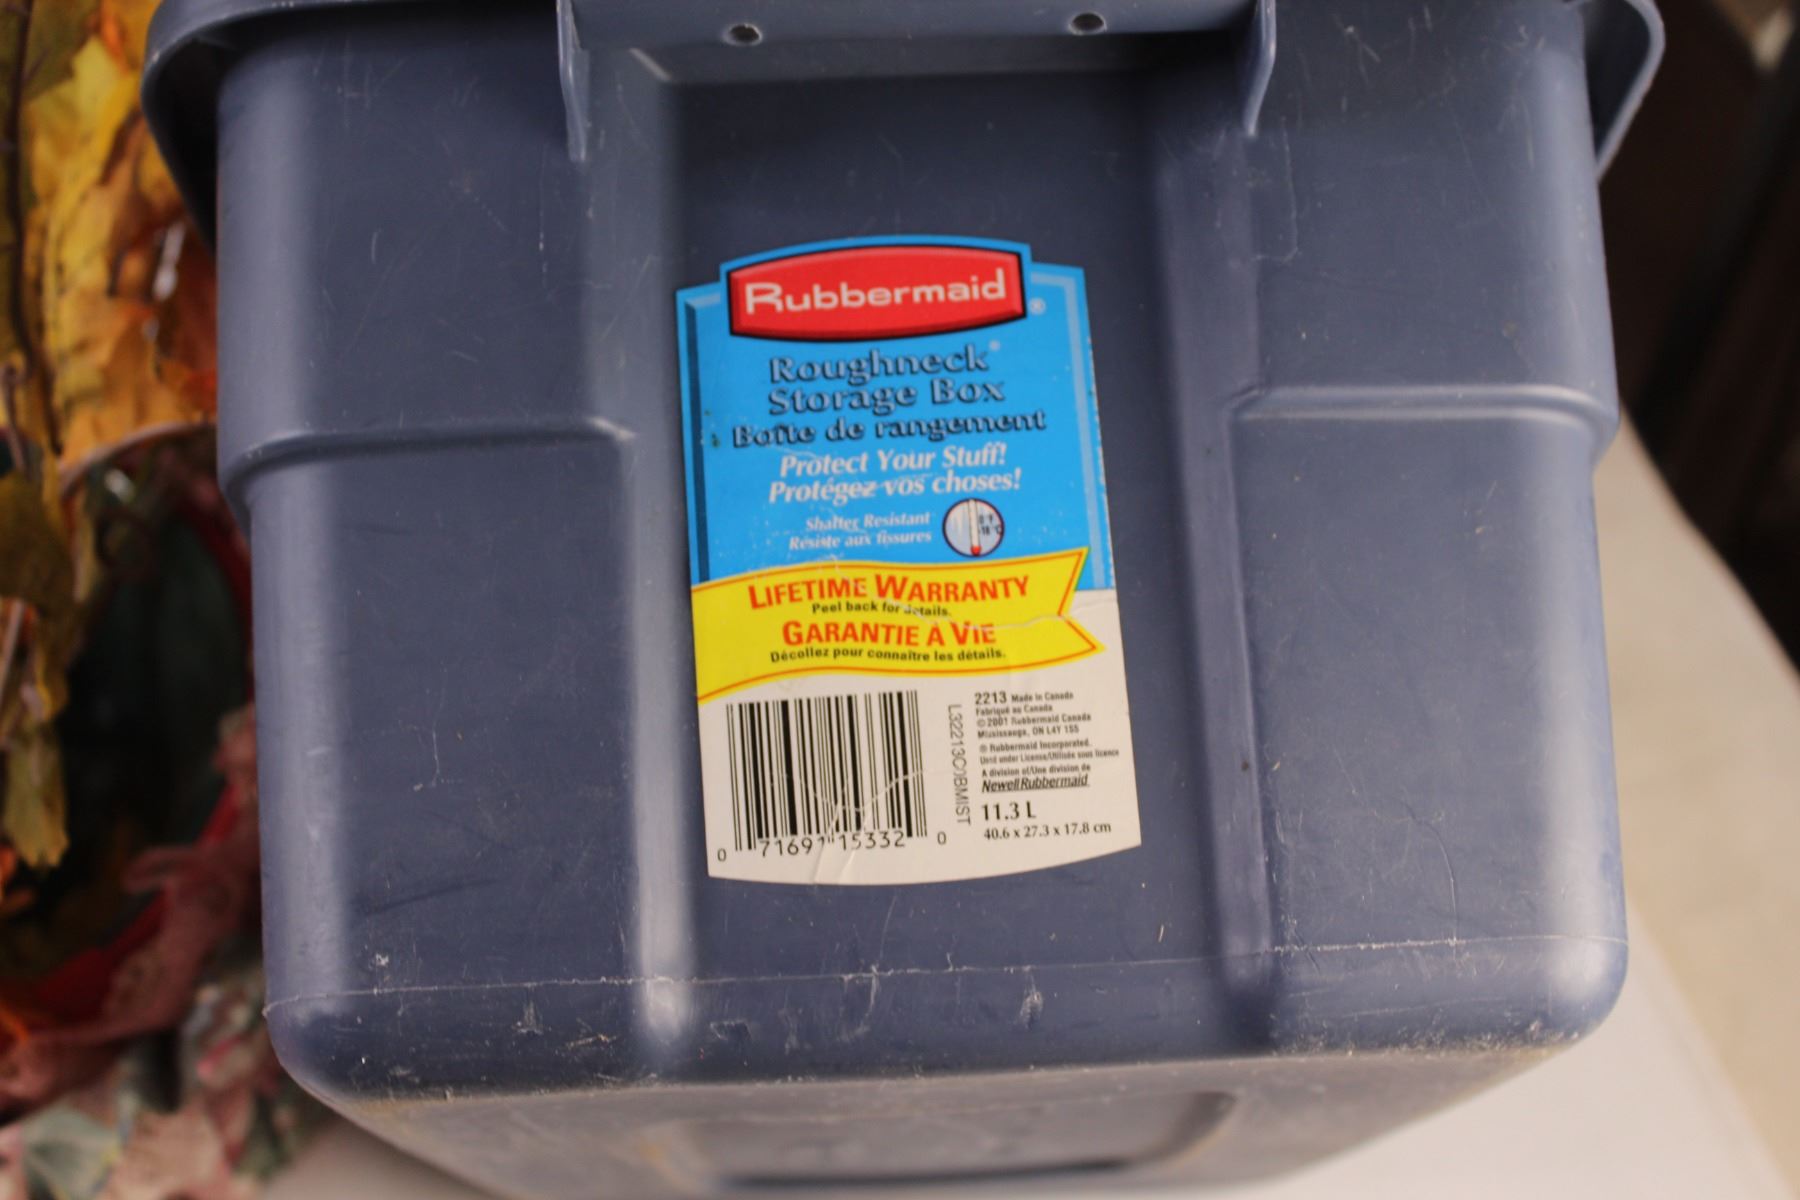 Rubbermaid ®
Roughneck®
Storage Box
Boîte de rangement
Protect Your Stuff!
Protégez vos choses!
Shatter Resistant
Résiste aux fissures
0°F
-18°C
LIFETIME WARRANTY
Peel back for details.
GARANTIE À VIE
Décollez pour connaître les détails.
2213 Made in Canada
Fabriqué au Canada
© 2001 Rubbermaid Canada
Mississauga, ON L4Y 1S5
® Rubbermaid Incorporated.
Used under License/Utilisée sous licence
A division of/Une division de
Newell Rubbermaid
11.3 L
40.6 x 27.3 x 17.8 cm
0 71691 15332 0